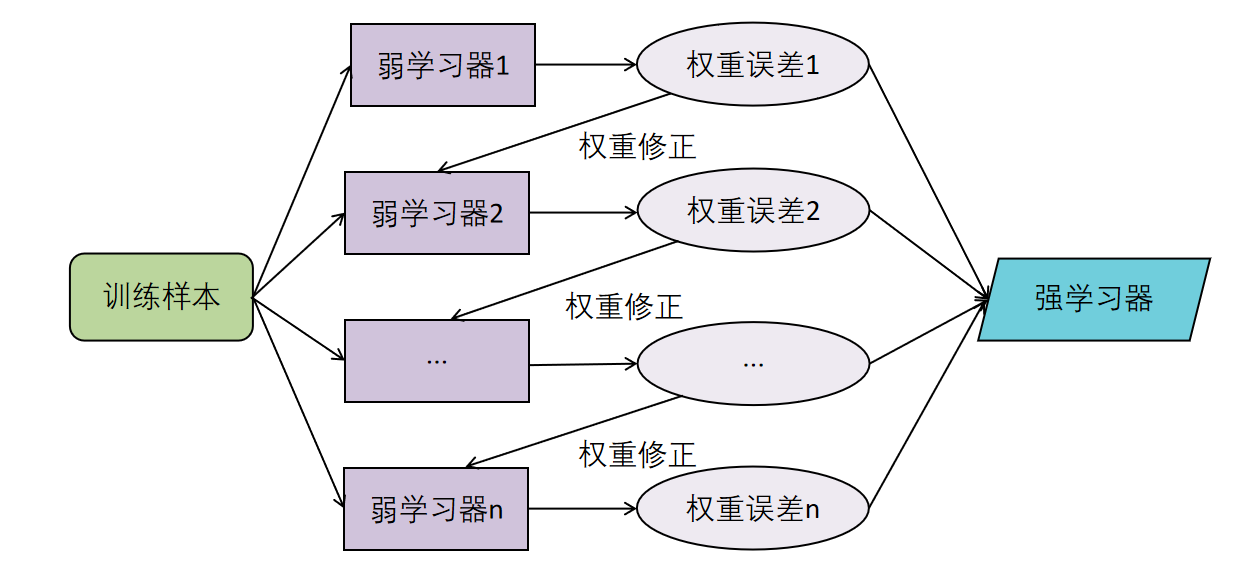 弱学习器1
权重误差1
权重修正
弱学习器2
权重误差2
训练样本
强学习器
权重修正
...
...
权重修正
弱学习器n
权重误差n